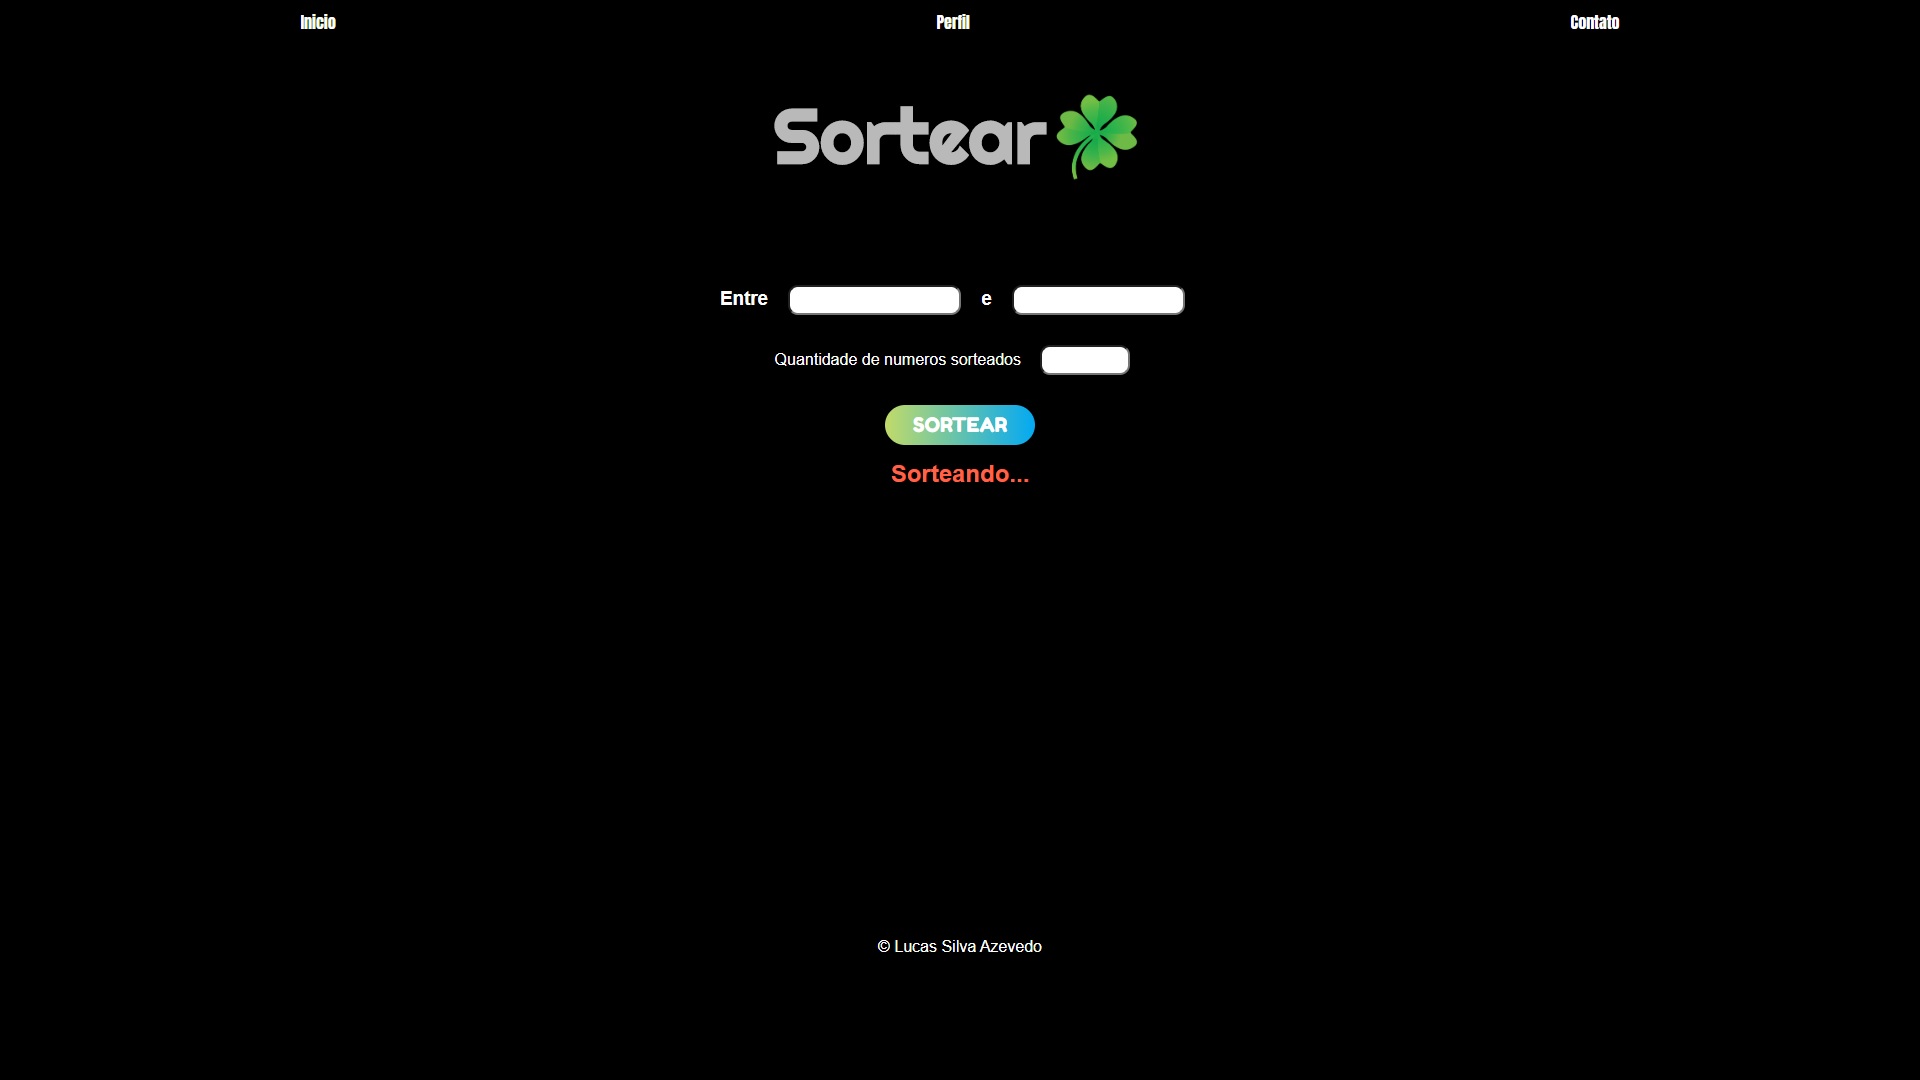 Inicio Perfil Contato
Sortear
Entre e
Quantidade de numeros sorteados
SORTEAR
Sorteando...
© Lucas Silva Azevedo